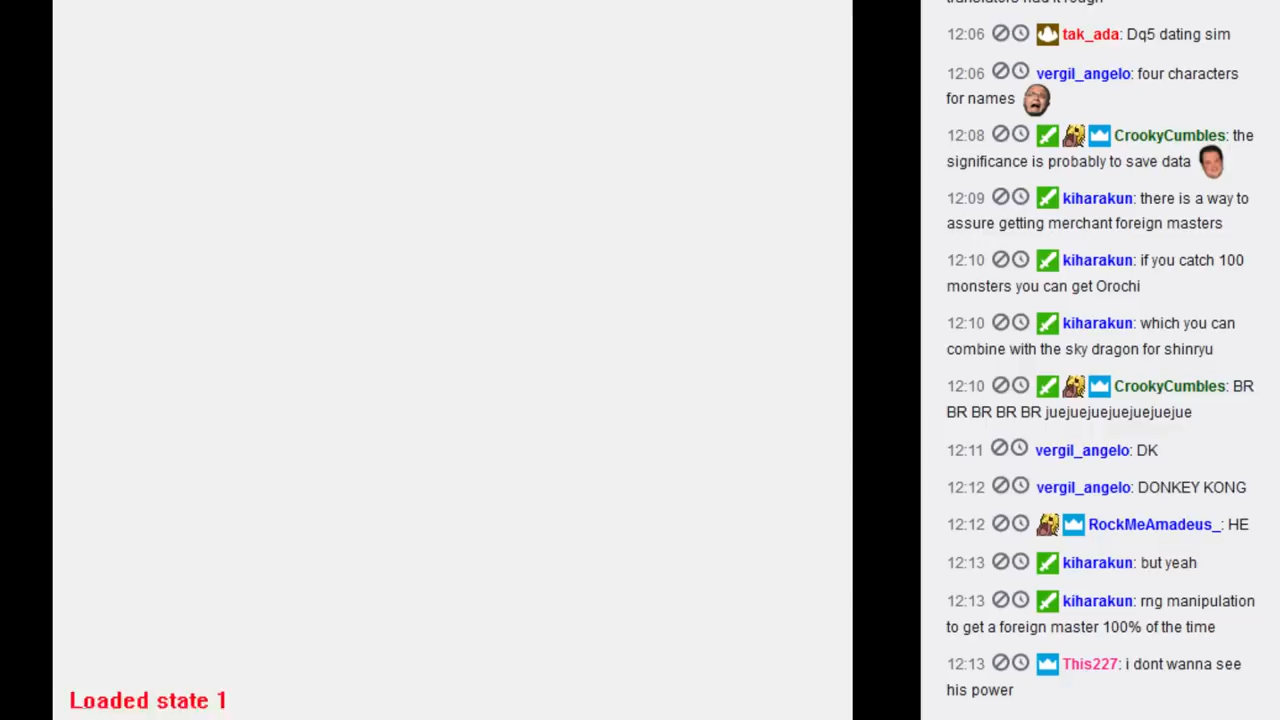 12:06 tak_ada: Dq5 dating sim
12:06 vergil_angelo: four characters
for names
12:08 CrookyCumbles: the
significance is probably to save data
12:09 kiharakun: there is a way to
assure getting merchant foreign masters
12:10 kiharakun: if you catch 100
monsters you can get Orochi
12:10 kiharakun: which you can
combine with the sky dragon for shinryu
12:10 CrookyCumbles: BR
BR BR BR BR juejuejuejuejuejuejue
12:11 vergil_angelo: DK
12:12 vergil_angelo: DONKEY KONG
12:12 RockMeAmadeus_: HE
12:13 kiharakun: but yeah
12:13 kiharakun: rng manipulation
to get a foreign master 100% of the time
12:13 This227: i dont wanna see
his power
Loaded state 1